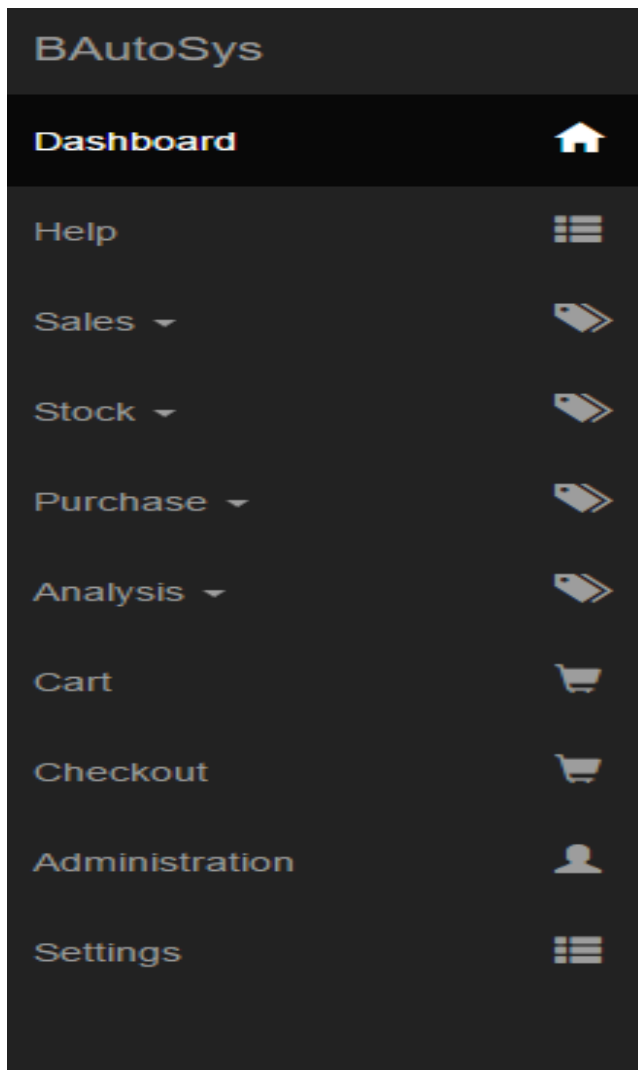 BAutoSys
Dashboard
Help
Sales
Stock
Purchase
Analysis
Cart
Checkout
Administration
Settings